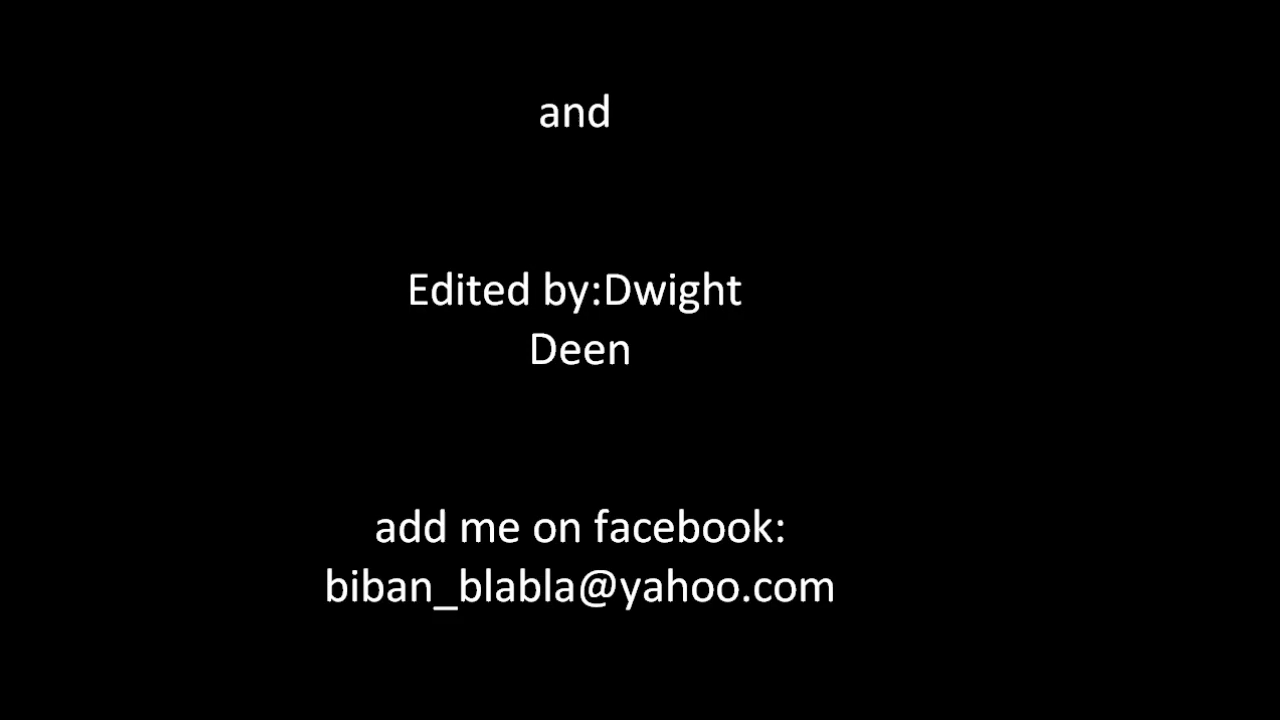 and
Edited by:Dwight
Deen
add me on facebook:
biban_blabla@yahoo.com